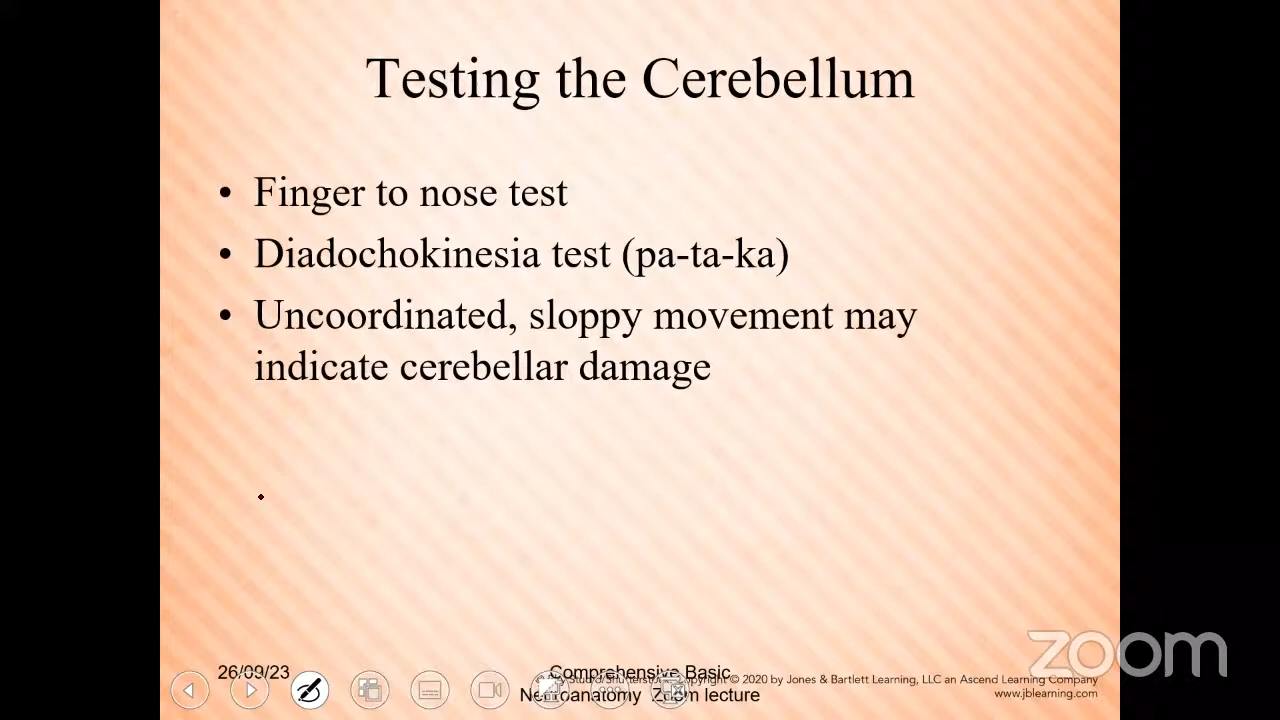 Testing the Cerebellum
• Finger to nose test
• Diadochokinesia test (pa-ta-ka)
• Uncoordinated, sloppy movement may
indicate cerebellar damage
zoom
26/09/23
Comprehensive Basic
Copyright © 2020 by Jones & Bartlett Learning, LLC an Ascend Learning Company
Neuroanatomy Zoom lecture
www.jblearning.com